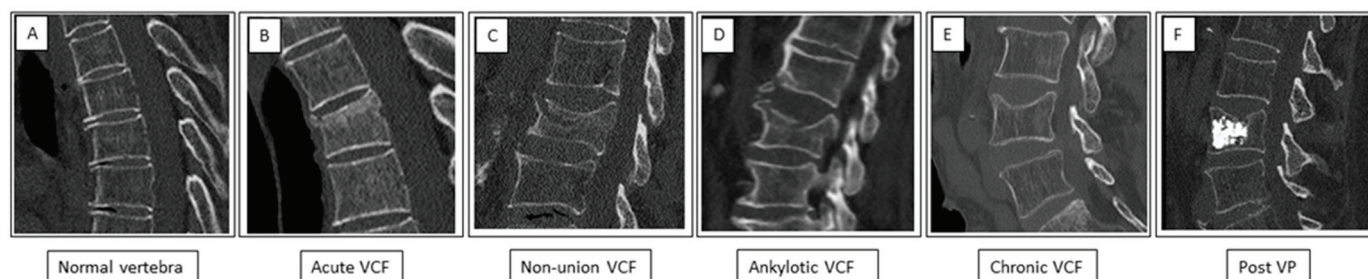 A
B
C
D
E
F
Normal vertebra
Acute VCF
Non-union VCF
Ankylotic VCF
Chronic VCF
Post VP